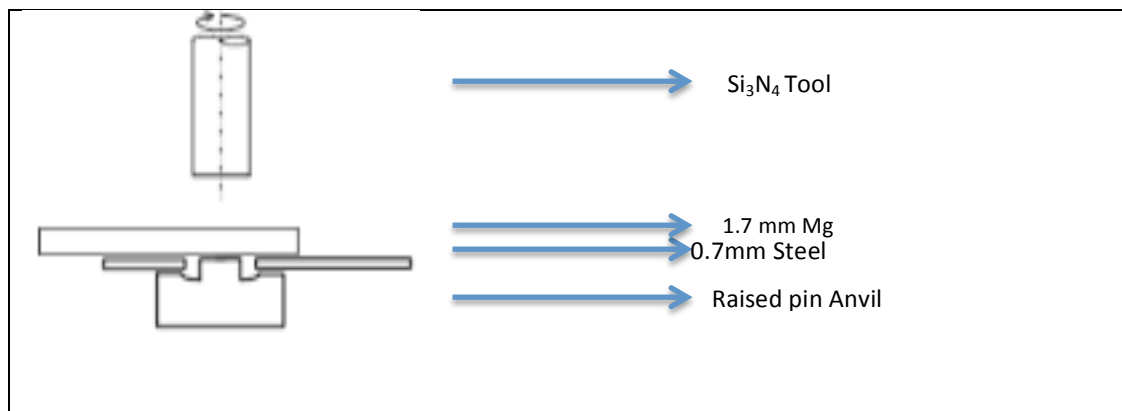 Si₃N₄ Tool
1.7 mm Mg
0.7mm Steel
Raised pin Anvil